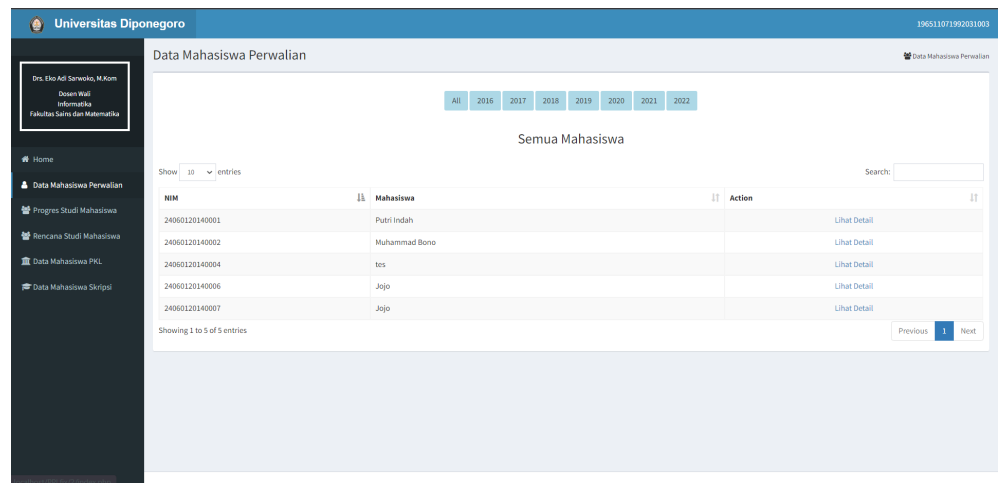 Universitas Diponegoro
196511071992031003
Drs. Eko Adi Sarwoko, M.Kom
Dosen Wali
Informatika
Fakultas Sains dan Matematika
Home
Data Mahasiswa Perwalian
Progres Studi Mahasiswa
Rencana Studi Mahasiswa
Data Mahasiswa PKL
Data Mahasiswa Skripsi
Data Mahasiswa Perwalian
Data Mahasiswa Perwalian
All 2016 2017 2018 2019 2020 2021 2022
Semua Mahasiswa
Show 10 entries
Search:
NIM Mahasiswa Action
24060120140001 Putri Indah Lihat Detail
24060120140002 Muhammad Bono Lihat Detail
24060120140004 tes Lihat Detail
24060120140006 Jojo Lihat Detail
24060120140007 Jojo Lihat Detail
Showing 1 to 5 of 5 entries
Previous 1 Next